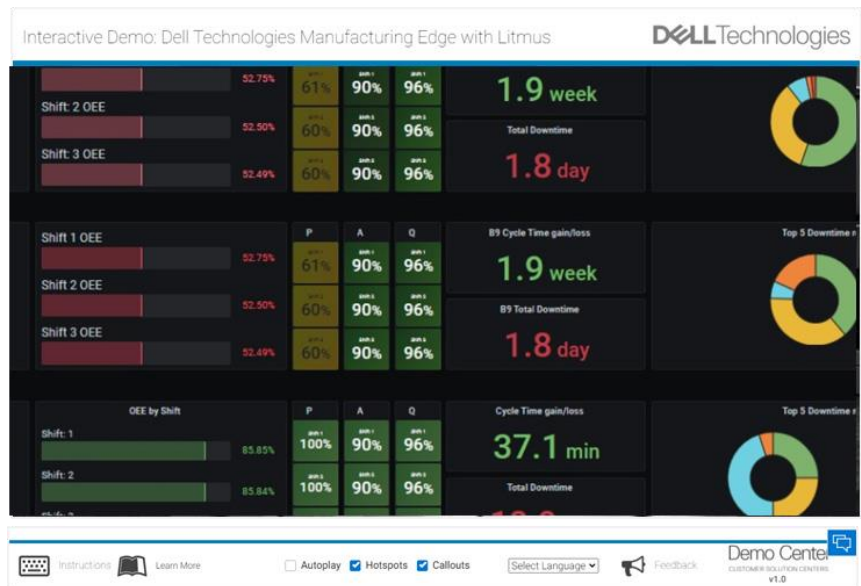 Interactive Demo: Dell Technologies Manufacturing Edge with Litmus
DELLTechnologies
52.75%
61%
90%
96%
1.9 week
Shift: 2 OEE
52.50%
60%
90%
96%
Total Downtime
Shift: 3 OEE
52.49%
60%
90%
96%
1.8 day
Shift 1 OEE
P
A
Q
B9 Cycle Time gain/loss
Top 5 Downtime
52.75%
61%
90%
96%
1.9 week
Shift 2 OEE
52.50%
60%
90%
96%
B9 Total Downtime
Shift 3 OEE
52.49%
60%
90%
96%
1.8 day
OEE by Shift
P
A
Q
Cycle Time gain/loss
Top 5 Downtime
Shift: 1
85.85%
100%
90%
96%
37.1 min
Shift: 2
85.84%
100%
90%
96%
Total Downtime
Instructions
Learn More
Autoplay
Hotspots
Callouts
Select Language
Feedback
Demo Center
CUSTOMER SOLUTION CENTERS
v1.0